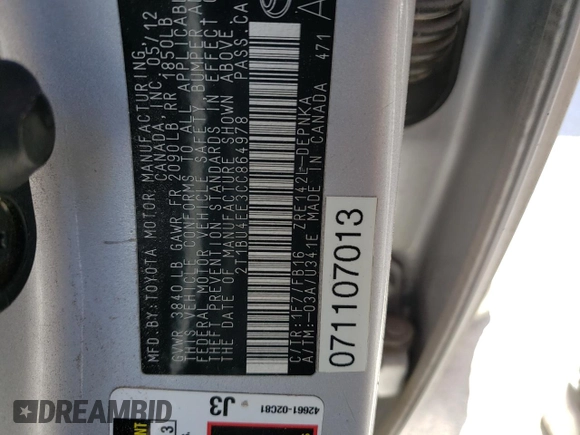 MFD.BY:TOYOTA MOTOR MANUFACTURING
CANADA, INC. 05/12
GVWR 3840 LB GAWR FR 2090LB RR 1850LB
THIS VEHICLE CONFORMS TO ALL APPLICABLE
FEDERAL MOTOR VEHICLE SAFETY, BUMPER, AND
THEFT PREVENTION STANDARDS IN EFFECT ON
THE DATE OF MANUFACTURE SHOWN ABOVE.
2T1BU4EE3CC864978 PASS.CA
C/TR:1F7/FB16 ZRE142L-DEPNKA
A/TM:-03A/U341E MADE IN CANADA 471
071107013
42661-02C81
J3
DREAMBID